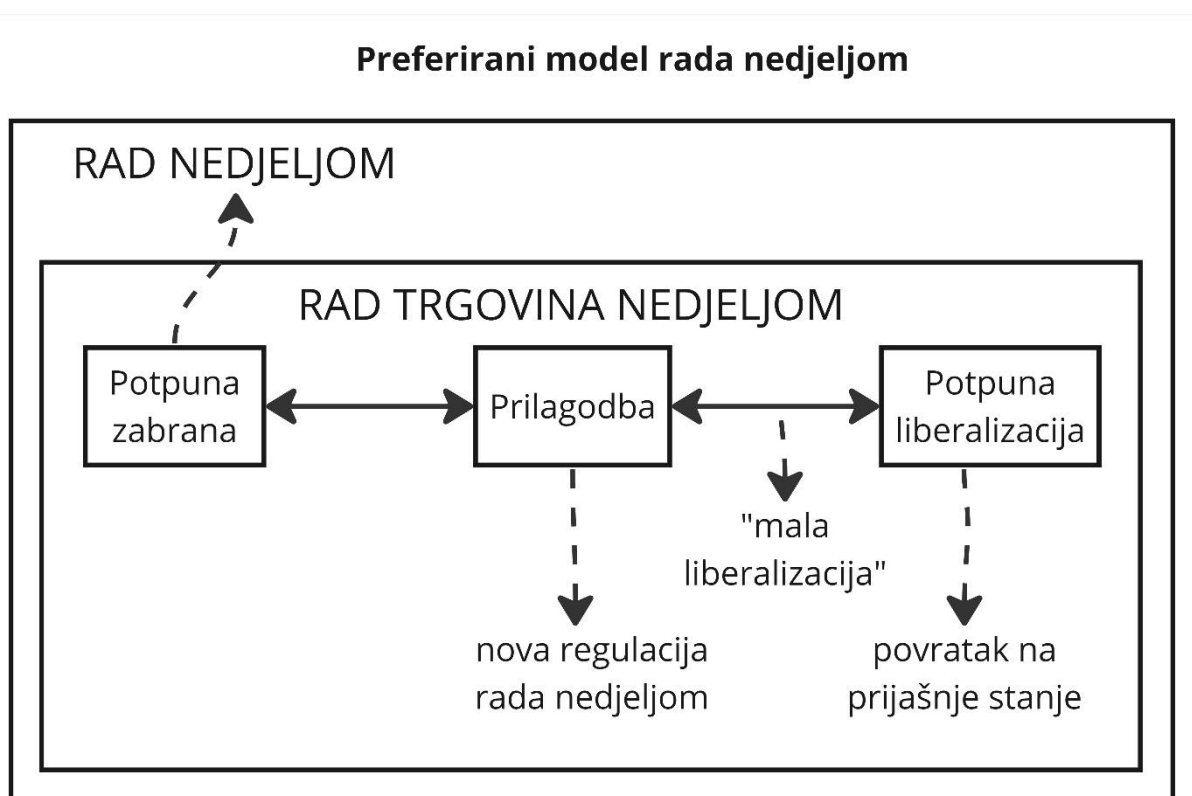 Preferirani model rada nedjeljom
RAD NEDJELJOM
RAD TRGOVINA NEDJELJOM
Potpuna
zabrana
Prilagodba
Potpuna
liberalizacija
"mala
liberalizacija"
nova regulacija
rada nedjeljom
povratak na
prijašnje stanje